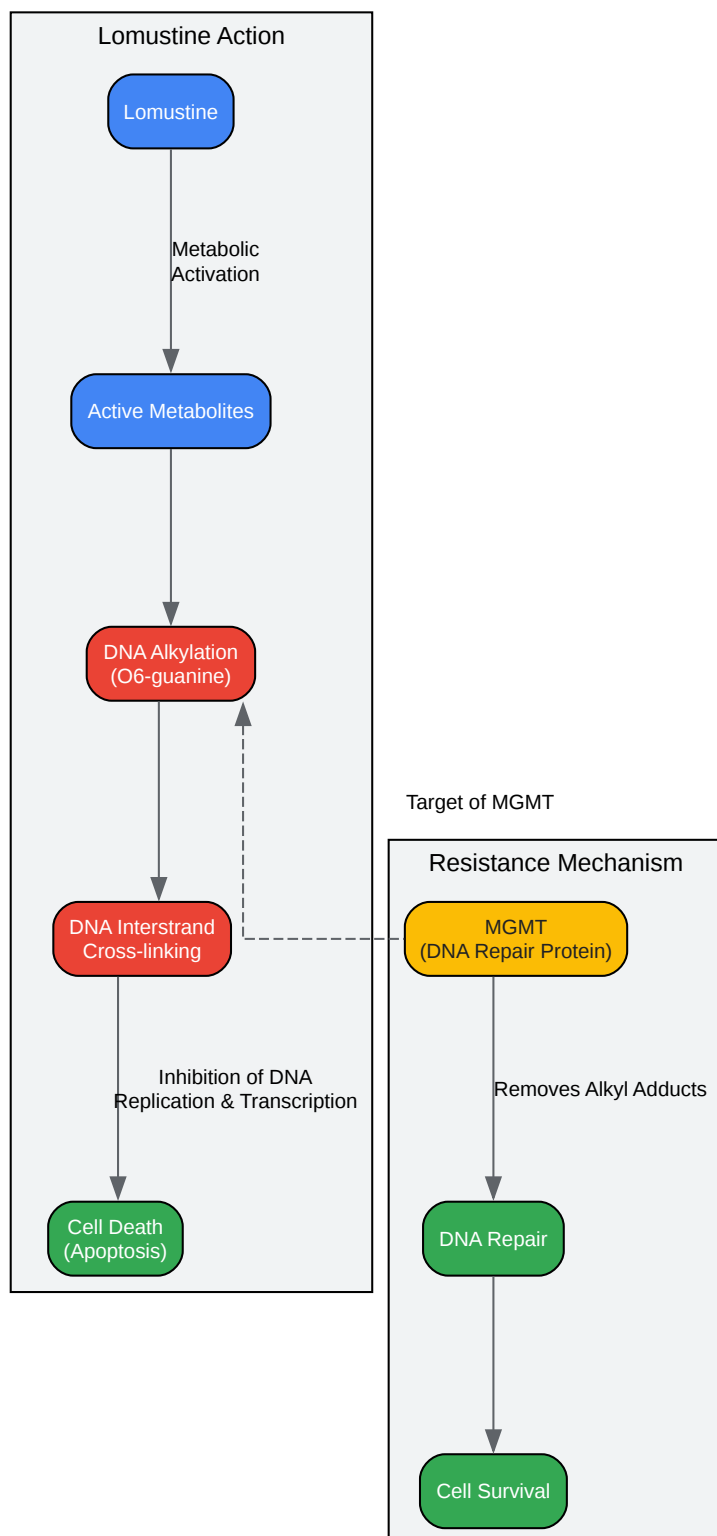 Lomustine Action
Lomustine
Metabolic
Activation
Active Metabolites
DNA Alkylation
(O6-guanine)
DNA Interstrand
Cross-linking
Inhibition of DNA
Replication & Transcription
Cell Death
(Apoptosis)
Target of MGMT
Resistance Mechanism
MGMT
(DNA Repair Protein)
Removes Alkyl Adducts
DNA Repair
Cell Survival